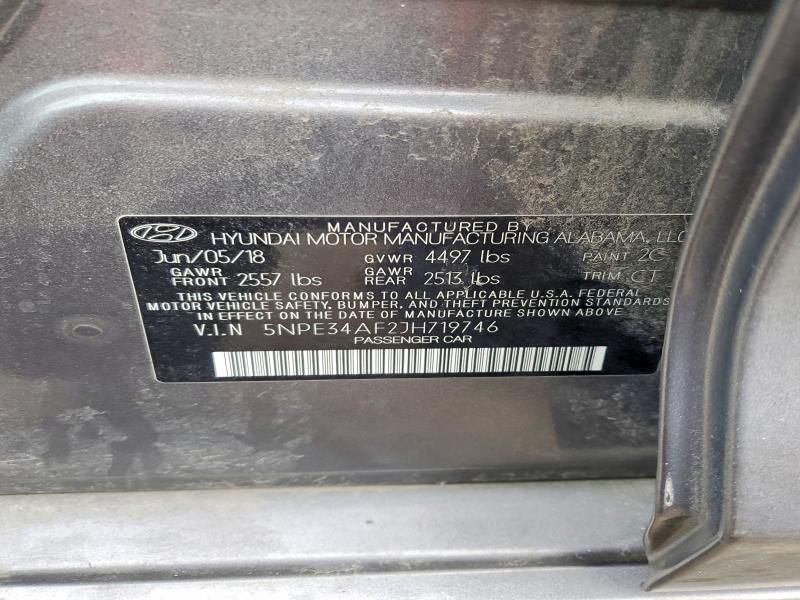 MANUFACTURED BY
HYUNDAI MOTOR MANUFACTURING ALABAMA, LLC
Jun/05/18 GVWR 4497 lbs PAINT 2C
GAWR FRONT 2557 lbs GAWR REAR 2513 lbs TRIM CT
THIS VEHICLE CONFORMS TO ALL APPLICABLE U.S.A. FEDERAL
MOTOR VEHICLE SAFETY, BUMPER, AND THEFT PREVENTION STANDARDS
IN EFFECT ON THE DATE OF MANUFACTURE SHOWN ABOVE.
V.I.N 5NPE34AF2JH719746
PASSENGER CAR